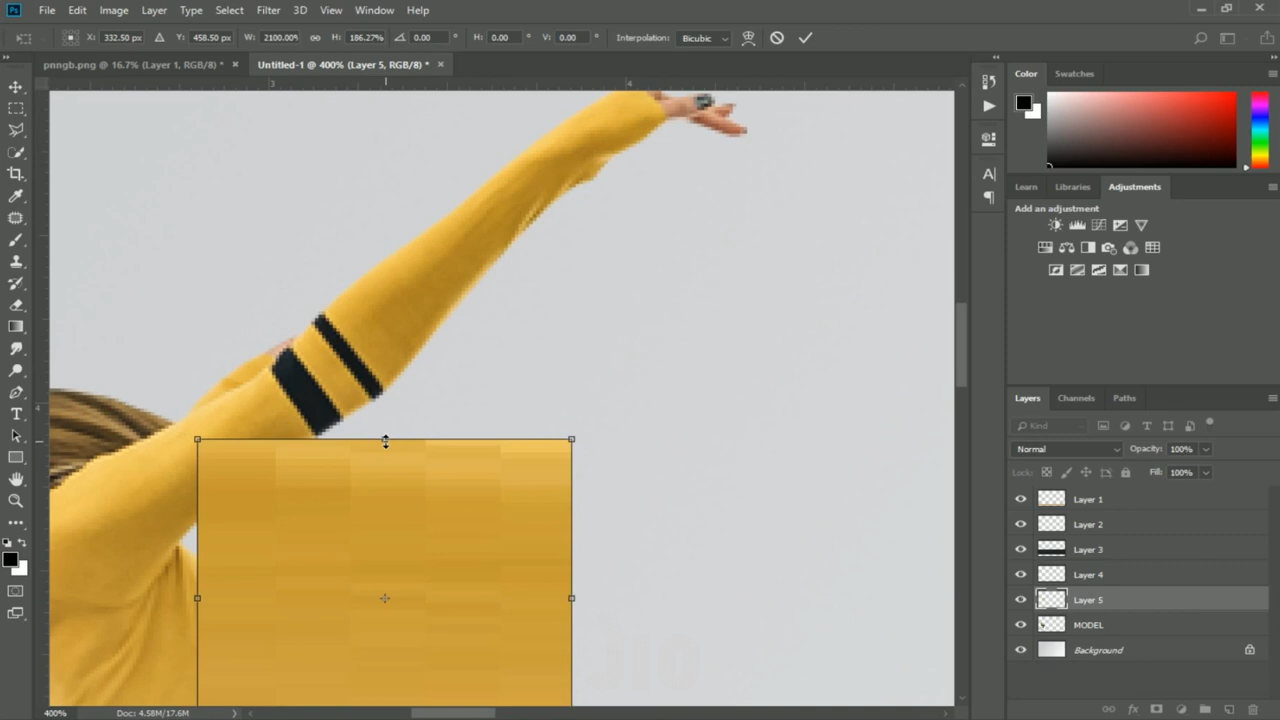 Ps File Edit Image Layer Type Select Filter 3D View Window Help
X: 332.50 px Y: 458.50 px W: 2100.00% H: 186.27% 0.00 ° H: 0.00 ° V: 0.00 ° Interpolation: Bicubic
pnngb.png @ 16.7% (Layer 1, RGB/8) * × Untitled-1 @ 400% (Layer 5, RGB/8) * ×
3 4
4
Color Swatches
Learn Libraries Adjustments
Add an adjustment
Layers Channels Paths
Kind
Normal Opacity: 100%
Lock: Fill: 100%
Layer 1
Layer 2
Layer 3
Layer 4
Layer 5
MODEL
Background
400% Doc: 4.58M/17.6M